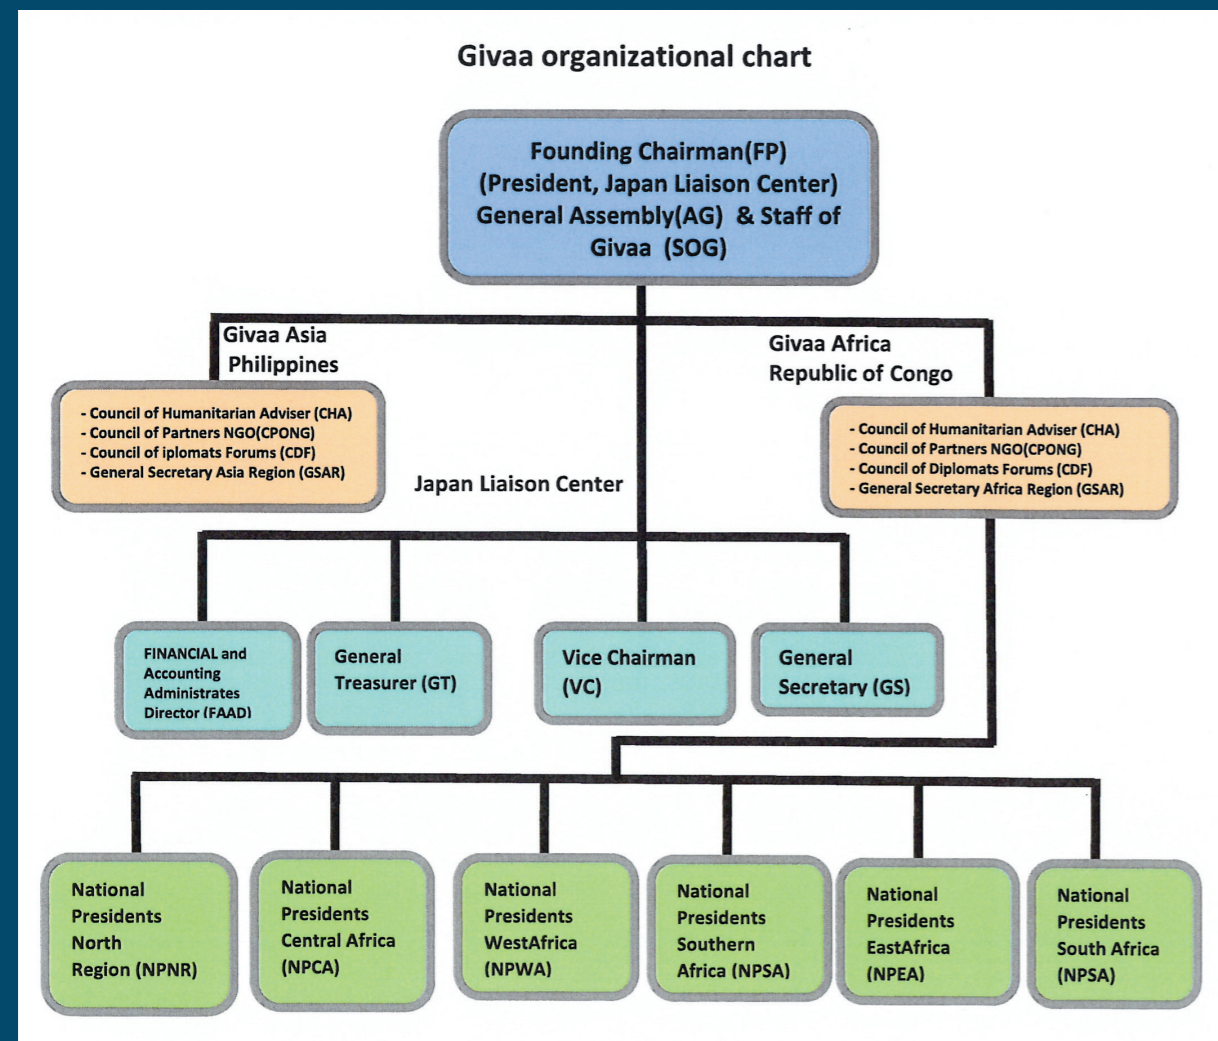 Givaa organizational chart
Founding Chairman(FP)
(President, Japan Liaison Center)
General Assembly(AG) & Staff of
Givaa (SOG)
Givaa Asia
Philippines
Givaa Africa
Republic of Congo
- Council of Humanitarian Adviser (CHA)
- Council of Partners NGO(CPONG)
- Council of iplomats Forums (CDF)
- General Secretary Asia Region (GSAR)
- Council of Humanitarian Adviser (CHA)
- Council of Partners NGO(CPONG)
- Council of Diplomats Forums (CDF)
- General Secretary Africa Region (GSAR)
Japan Liaison Center
FINANCIAL and
Accounting
Administrates
Director (FAAD)
General
Treasurer (GT)
Vice Chairman
(VC)
General
Secretary (GS)
National
Presidents
North
Region (NPNR)
National
Presidents
Central Africa
(NPCA)
National
Presidents
WestAfrica
(NPWA)
National
Presidents
Southern
Africa (NPSA)
National
Presidents
EastAfrica
(NPEA)
National
Presidents
South Africa
(NPSA)